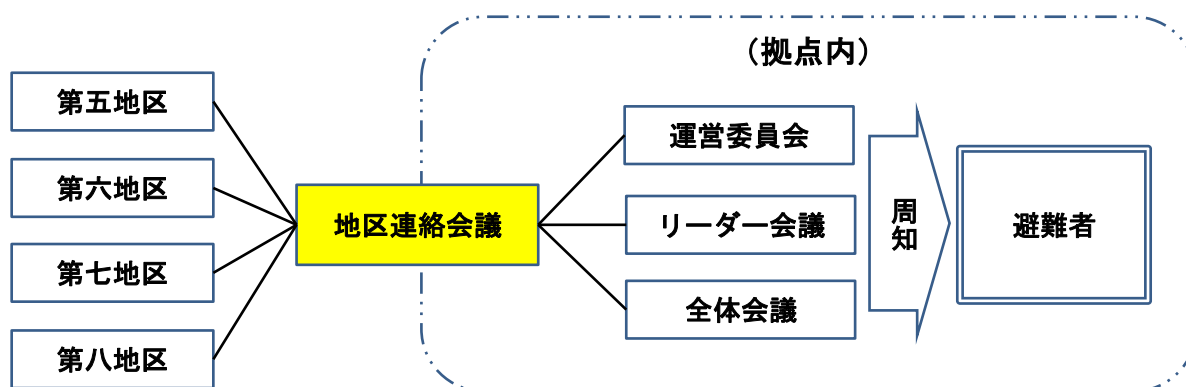 （拠点内）
第五地区
第六地区
第七地区
第八地区
地区連絡会議
運営委員会
リーダー会議
全体会議
周知
避難者